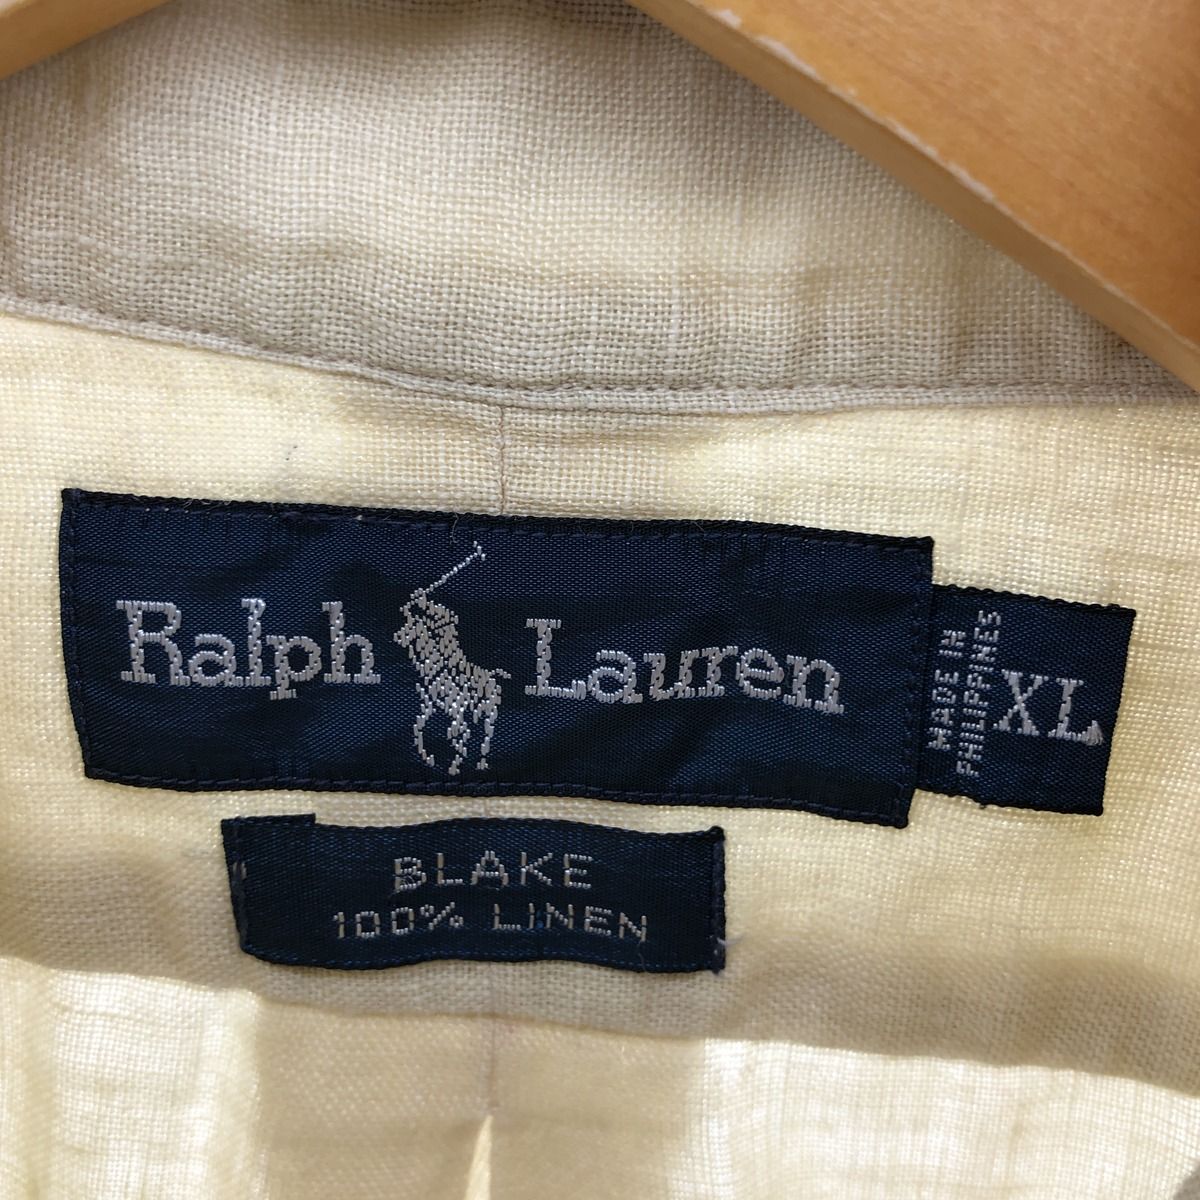 Ralph Lauren
MADE IN
PHILIPPINES
XL
BLAKE
100% LINEN